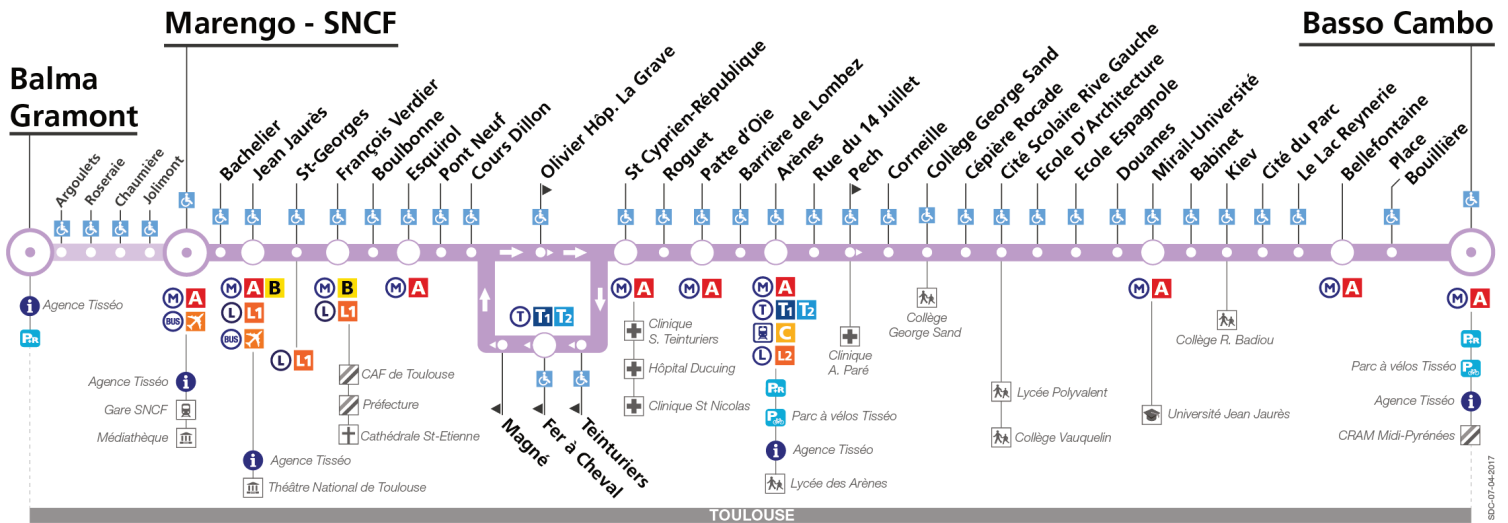 Marengo - SNCF
Basso Cambo
Balma
Gramont
Argoulets
Roseraie
Chaumière
Jolimont
Bachelier
Jean Jaurès
St-Georges
François Verdier
Boulbonne
Esquirol
Pont Neuf
Cours Dillon
Olivier Hôp. La Grave
St Cyprien-République
Roguet
Patte d'Oie
Barrière de Lombez
Arènes
Rue du 14 Juillet
Pech
Corneille
Collège George Sand
Cépière Rocade
Cité Scolaire Rive Gauche
Ecole D'Architecture
Ecole Espagnole
Douanes
Mirail-Université
Babinet
Kiev
Cité du Parc
Le Lac Reynerie
Bellefontaine
Place
Bouillière
i Agence Tisséo
P+R
M A
BUS
Agence Tisséo i
Gare SNCF
Médiathèque
M A B
L L1
BUS
i Agence Tisséo
Théâtre National de Toulouse
L L1
M B
L L1
CAF de Toulouse
Préfecture
Cathédrale St-Etienne
M A
T T1 T2
Magné
Fer à Cheval
Teinturiers
M A
Clinique
S. Teinturiers
Hôpital Ducuing
Clinique St Nicolas
M A
M A
T T1 T2
C
L L2
P+R
P Parc à vélos Tisséo
i Agence Tisséo
Lycée des Arènes
Clinique
A. Paré
Collège
George Sand
Lycée Polyvalent
Collège Vauquelin
M A
Université Jean Jaurès
Collège R. Badiou
M A
M A
P+R
Parc à vélos Tisséo P
Agence Tisséo i
CRAM Midi-Pyrénées
SDC-07-04-2017
TOULOUSE